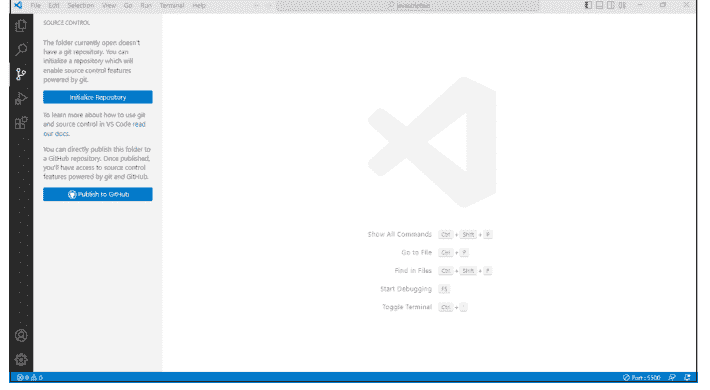 File Edit Selection View Go Run Terminal Help
javascriptvs
SOURCE CONTROL
The folder currently open doesn't
have a git repository. You can
initialize a repository which will
enable source control features
powered by git.
Initialize Repository
To learn more about how to use git
and source control in VS Code read
our docs.
You can directly publish this folder to
a GitHub repository. Once published,
you'll have access to source control
features powered by git and GitHub.
Publish to GitHub
Show All Commands Ctrl + Shift + P
Go to File Ctrl + P
Find in Files Ctrl + Shift + F
Start Debugging F5
Toggle Terminal Ctrl + `
0 0
Port : 5500